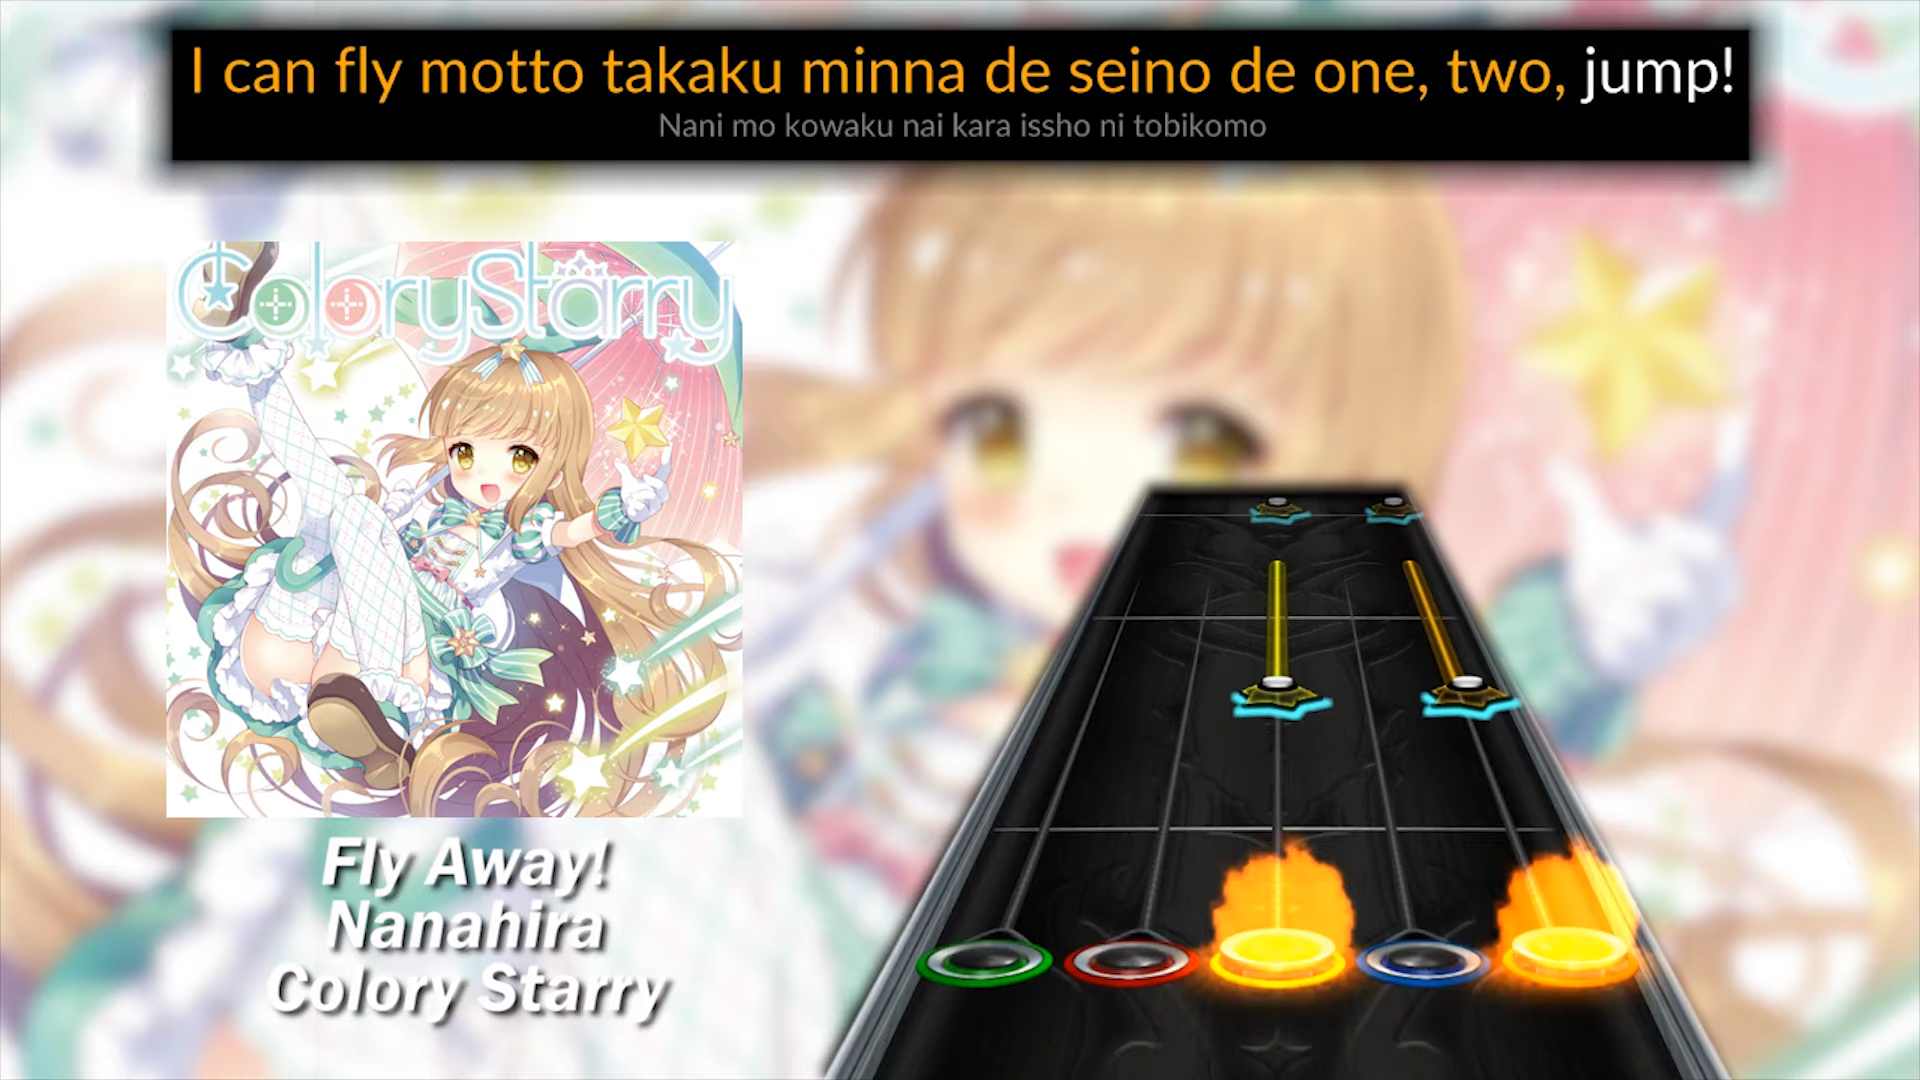 I can fly motto takaku minna de seino de one, two, jump!
Nani mo kowaku nai kara issho ni tobikomo
ColoryStarry
Fly Away!
Nanahira
Colory Starry